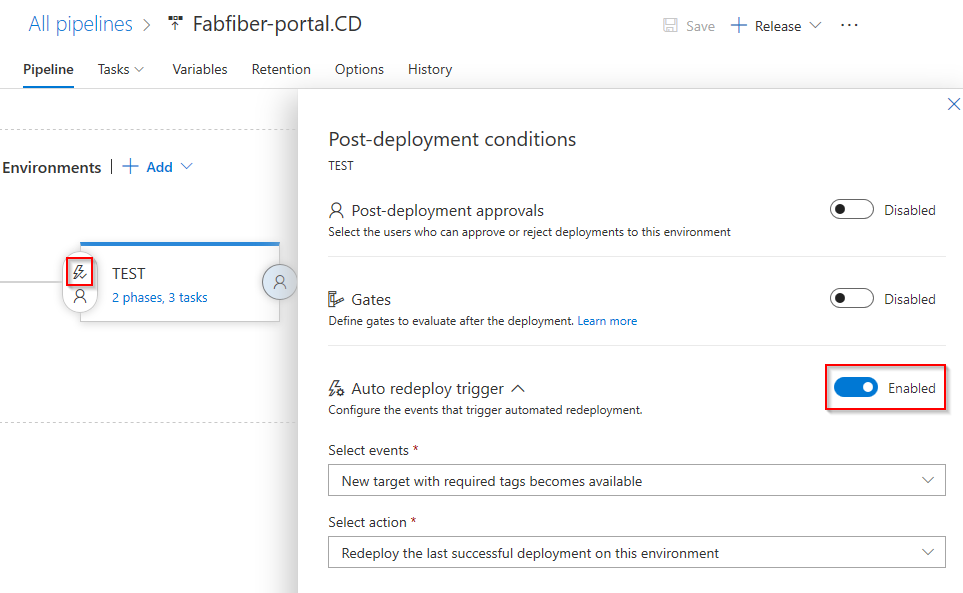 All pipelines > Fabfiber-portal.CD
Save + Release ...
Pipeline Tasks Variables Retention Options History
Environments | + Add
TEST
2 phases, 3 tasks
Post-deployment conditions
TEST
Post-deployment approvals Disabled
Select the users who can approve or reject deployments to this environment
Gates Disabled
Define gates to evaluate after the deployment. Learn more
Auto redeploy trigger Enabled
Configure the events that trigger automated redeployment.
Select events *
New target with required tags becomes available
Select action *
Redeploy the last successful deployment on this environment